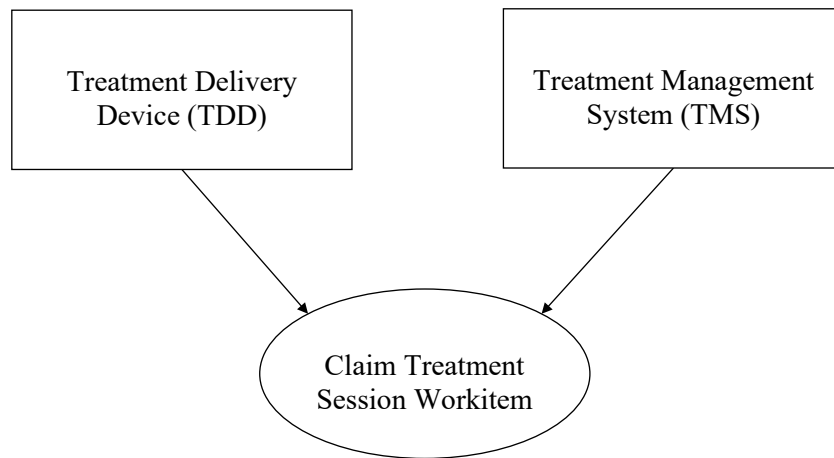 Treatment Delivery
Device (TDD)
Treatment Management
System (TMS)
Claim Treatment
Session Workitem